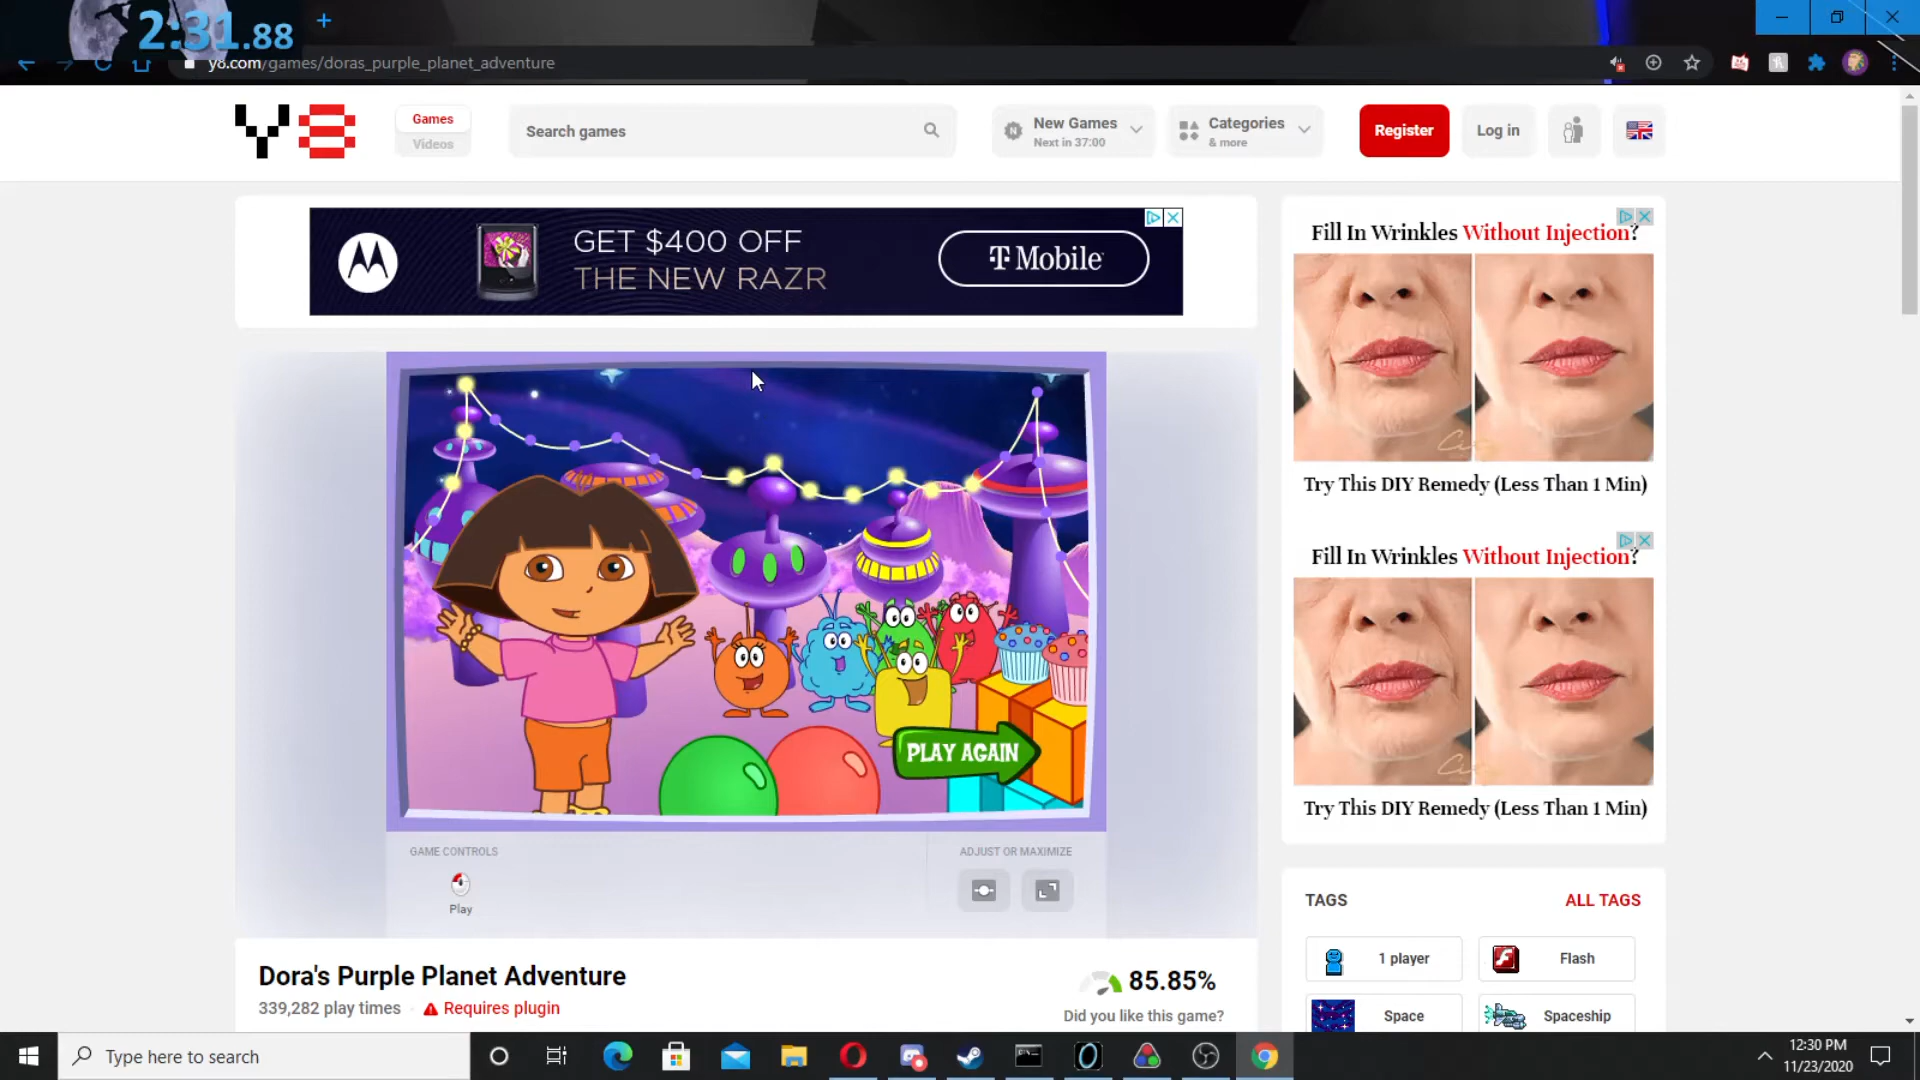 2:31.88
y8.com/games/doras_purple_planet_adventure
Y8
Games
Videos
Search games
New Games
Next in 37:00
Categories
& more
Register
Log in
GET $400 OFF
THE NEW RAZR
T Mobile
Fill In Wrinkles Without Injection?
Try This DIY Remedy (Less Than 1 Min)
Fill In Wrinkles Without Injection?
Try This DIY Remedy (Less Than 1 Min)
PLAY AGAIN
GAME CONTROLS
Play
ADJUST OR MAXIMIZE
Dora's Purple Planet Adventure
339,282 play times · Requires plugin
85.85%
Did you like this game?
TAGS
ALL TAGS
1 player
Flash
Space
Spaceship
Type here to search
12:30 PM
11/23/2020